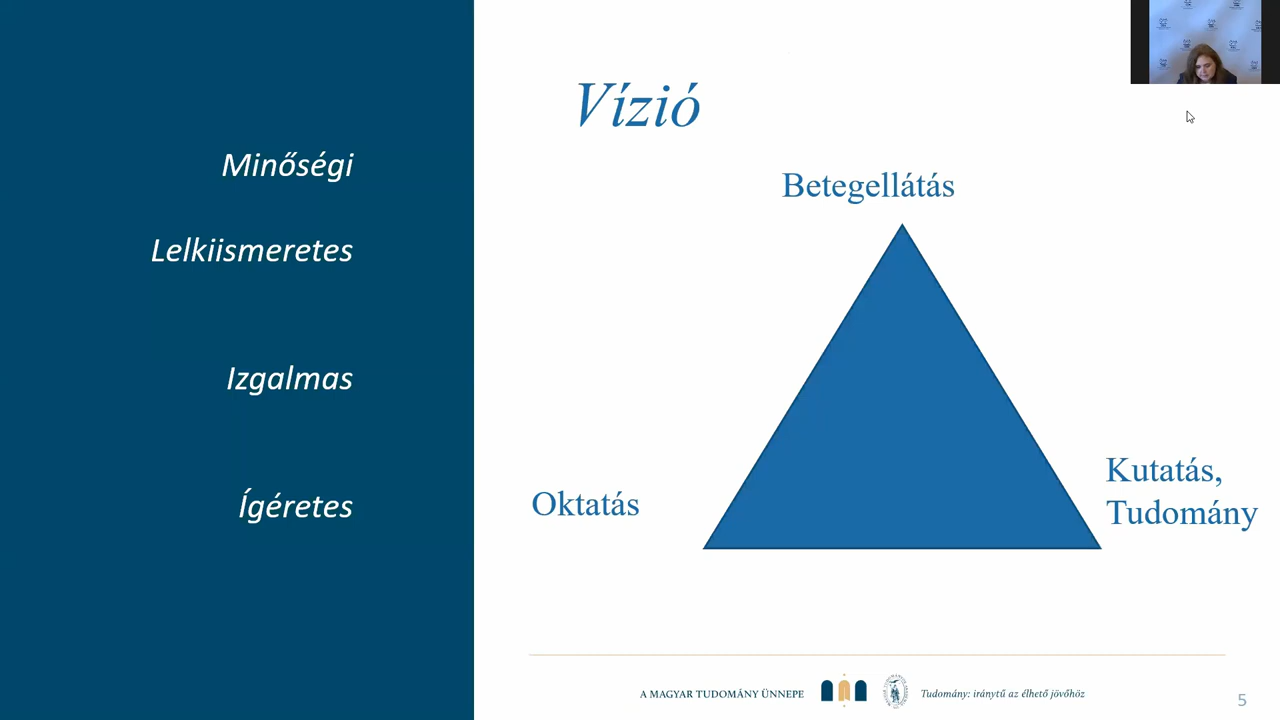 Minőségi
Lelkiismeretes
Izgalmas
Ígéretes
Vízió
Betegellátás
Oktatás
Kutatás,
Tudomány
A MAGYAR TUDOMÁNY ÜNNEPE
Tudomány: iránytű az élhető jövőhöz
5